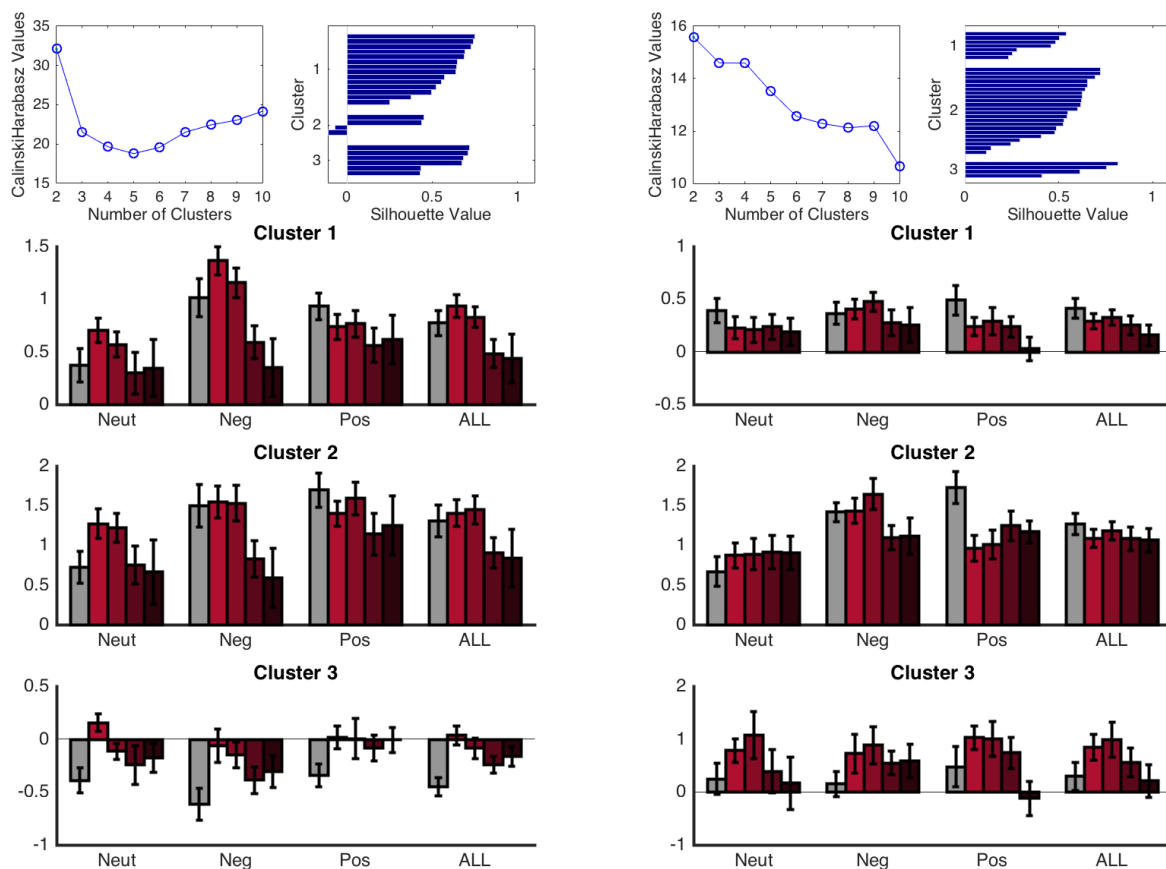 CalinskiHarabasz Values
35
30
25
20
15
2 3 4 5 6 7 8 9 10
Number of Clusters
Cluster
1
2
3
0 0.5 1
Silhouette Value
CalinskiHarabasz Values
16
14
12
10
2 3 4 5 6 7 8 9 10
Number of Clusters
Cluster
1
2
3
0 0.5 1
Silhouette Value
Cluster 1
1.5
1
0.5
0
Neut Neg Pos ALL
Cluster 1
1
0.5
0
-0.5
Neut Neg Pos ALL
Cluster 2
2
1.5
1
0.5
0
Neut Neg Pos ALL
Cluster 2
2
1.5
1
0.5
0
Neut Neg Pos ALL
Cluster 3
0.5
0
-0.5
-1
Neut Neg Pos ALL
Cluster 3
2
1
0
-1
Neut Neg Pos ALL